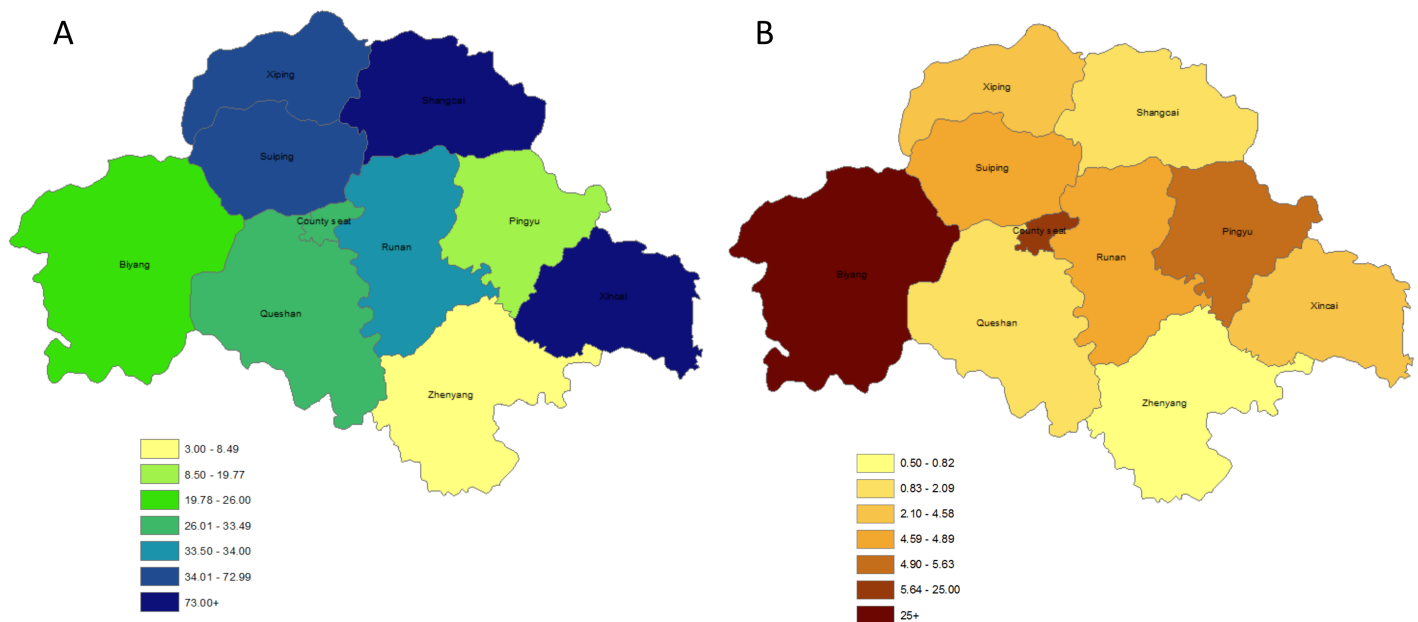 A
Xiping
Shangcai
Suiping
County seat
Pingyu
Runan
Biyang
Xincai
Queshan
Zhenyang
3.00 - 8.49
8.50 - 19.77
19.78 - 26.00
26.01 - 33.49
33.50 - 34.00
34.01 - 72.99
73.00+
B
Xiping
Shangcai
Suiping
County seat
Pingyu
Runan
Biyang
Xincai
Queshan
Zhenyang
0.50 - 0.82
0.83 - 2.09
2.10 - 4.58
4.59 - 4.89
4.90 - 5.63
5.64 - 25.00
25+